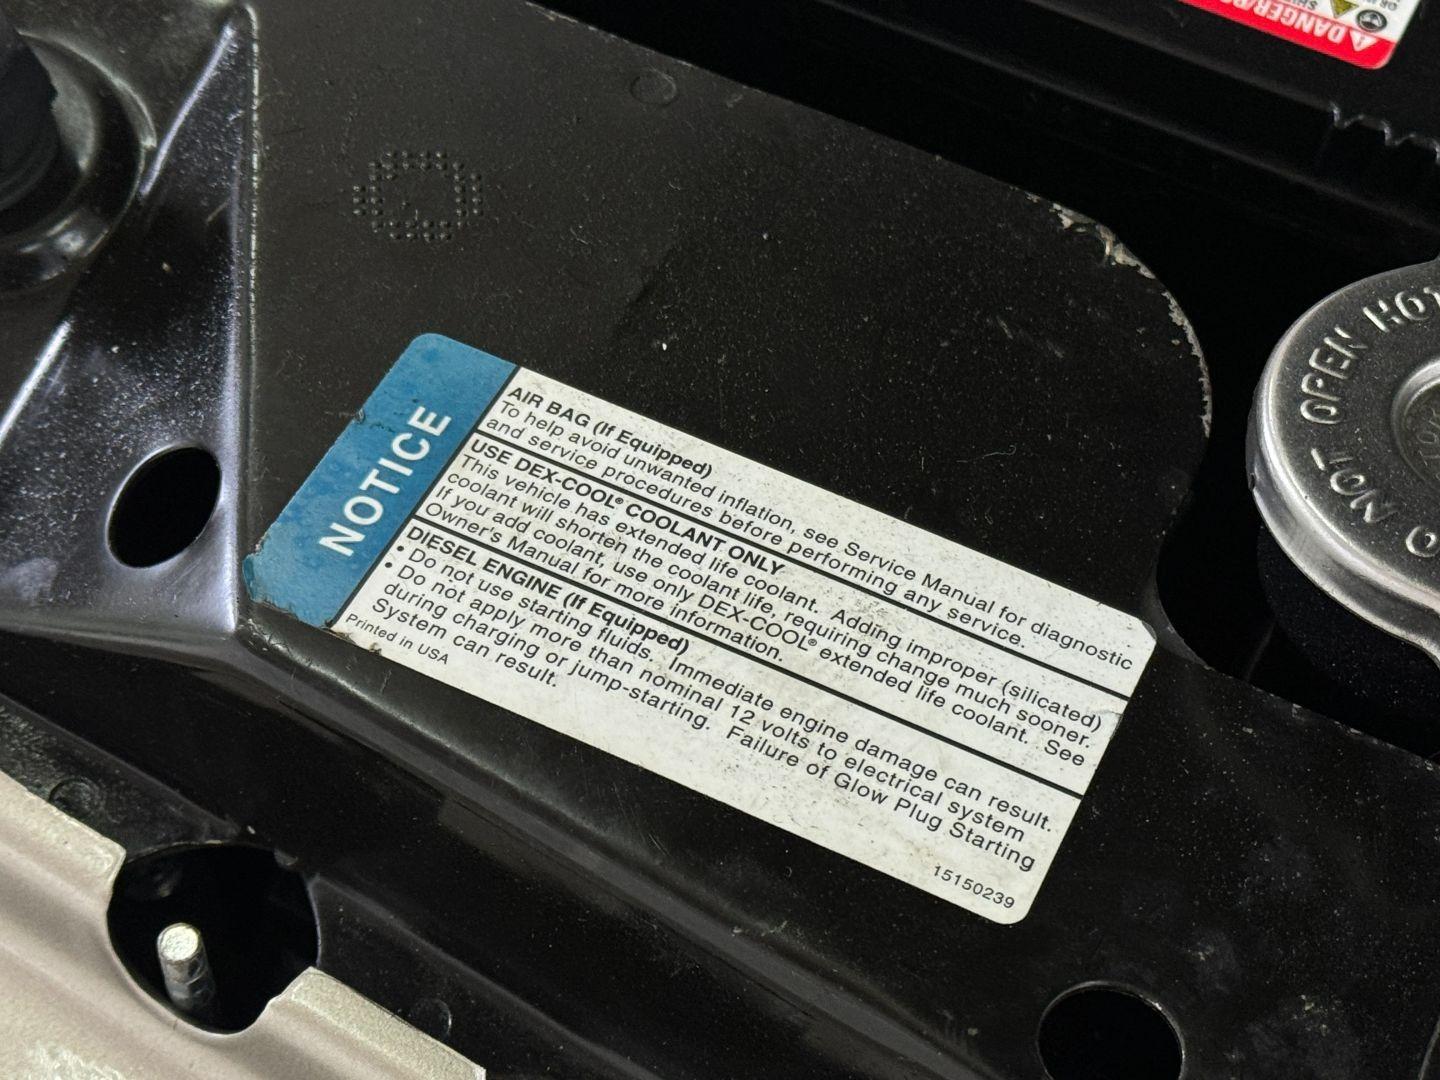 NOTICE
AIR BAG (If Equipped)
To help avoid unwanted inflation, see Service Manual for diagnostic
and service procedures before performing any service.
USE DEX-COOL® COOLANT ONLY
This vehicle has extended life coolant. Adding improper (silicated)
coolant will shorten the coolant life, requiring change much sooner.
If you add coolant, use only DEX-COOL® extended life coolant. See
Owner's Manual for more information.
DIESEL ENGINE (If Equipped)
• Do not use starting fluids. Immediate engine damage can result.
• Do not apply more than nominal 12 volts to electrical system
during charging or jump-starting. Failure of Glow Plug Starting
System can result.
Printed in USA
15150239
NOT OPEN HOT
DANGER